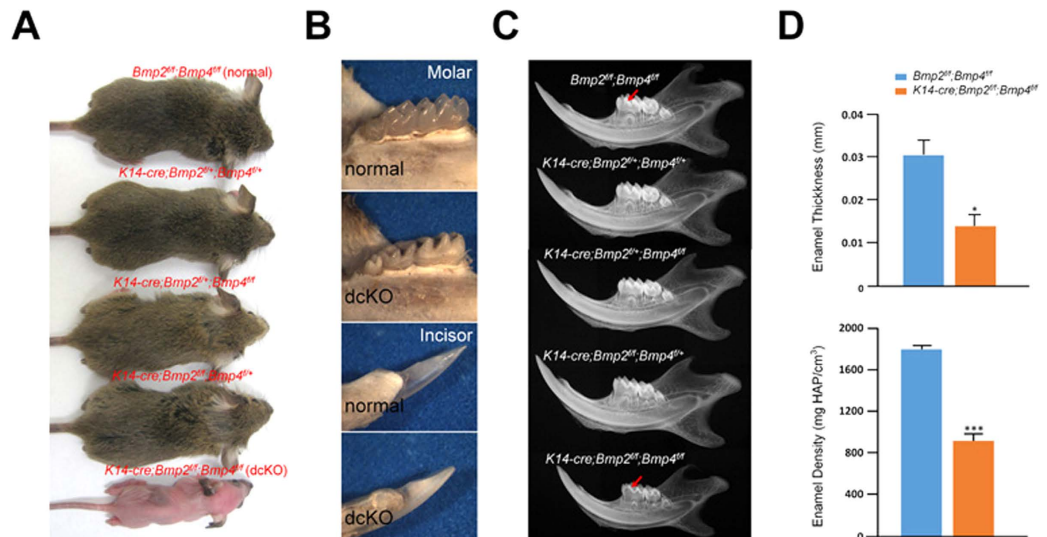 A
B
C
D
Bmp2f/f;Bmp4f/f (normal)
K14-cre;Bmp2f/+;Bmp4f/+
K14-cre;Bmp2f/+;Bmp4f/f
K14-cre;Bmp2f/f;Bmp4f/+
K14-cre;Bmp2f/f;Bmp4f/f (dcKO)
Molar
normal
dcKO
Incisor
normal
dcKO
Bmp2f/f;Bmp4f/f
K14-cre;Bmp2f/+;Bmp4f/+
K14-cre;Bmp2f/+;Bmp4f/f
K14-cre;Bmp2f/f;Bmp4f/+
K14-cre;Bmp2f/f;Bmp4f/f
Bmp2f/f;Bmp4f/f
K14-cre;Bmp2f/f;Bmp4f/f
Enamel Thickkness (mm)
0.04
0.03
0.02
0.01
0
*
Enamel Density (mg HAP/cm³)
2000
1600
1200
800
400
0
***